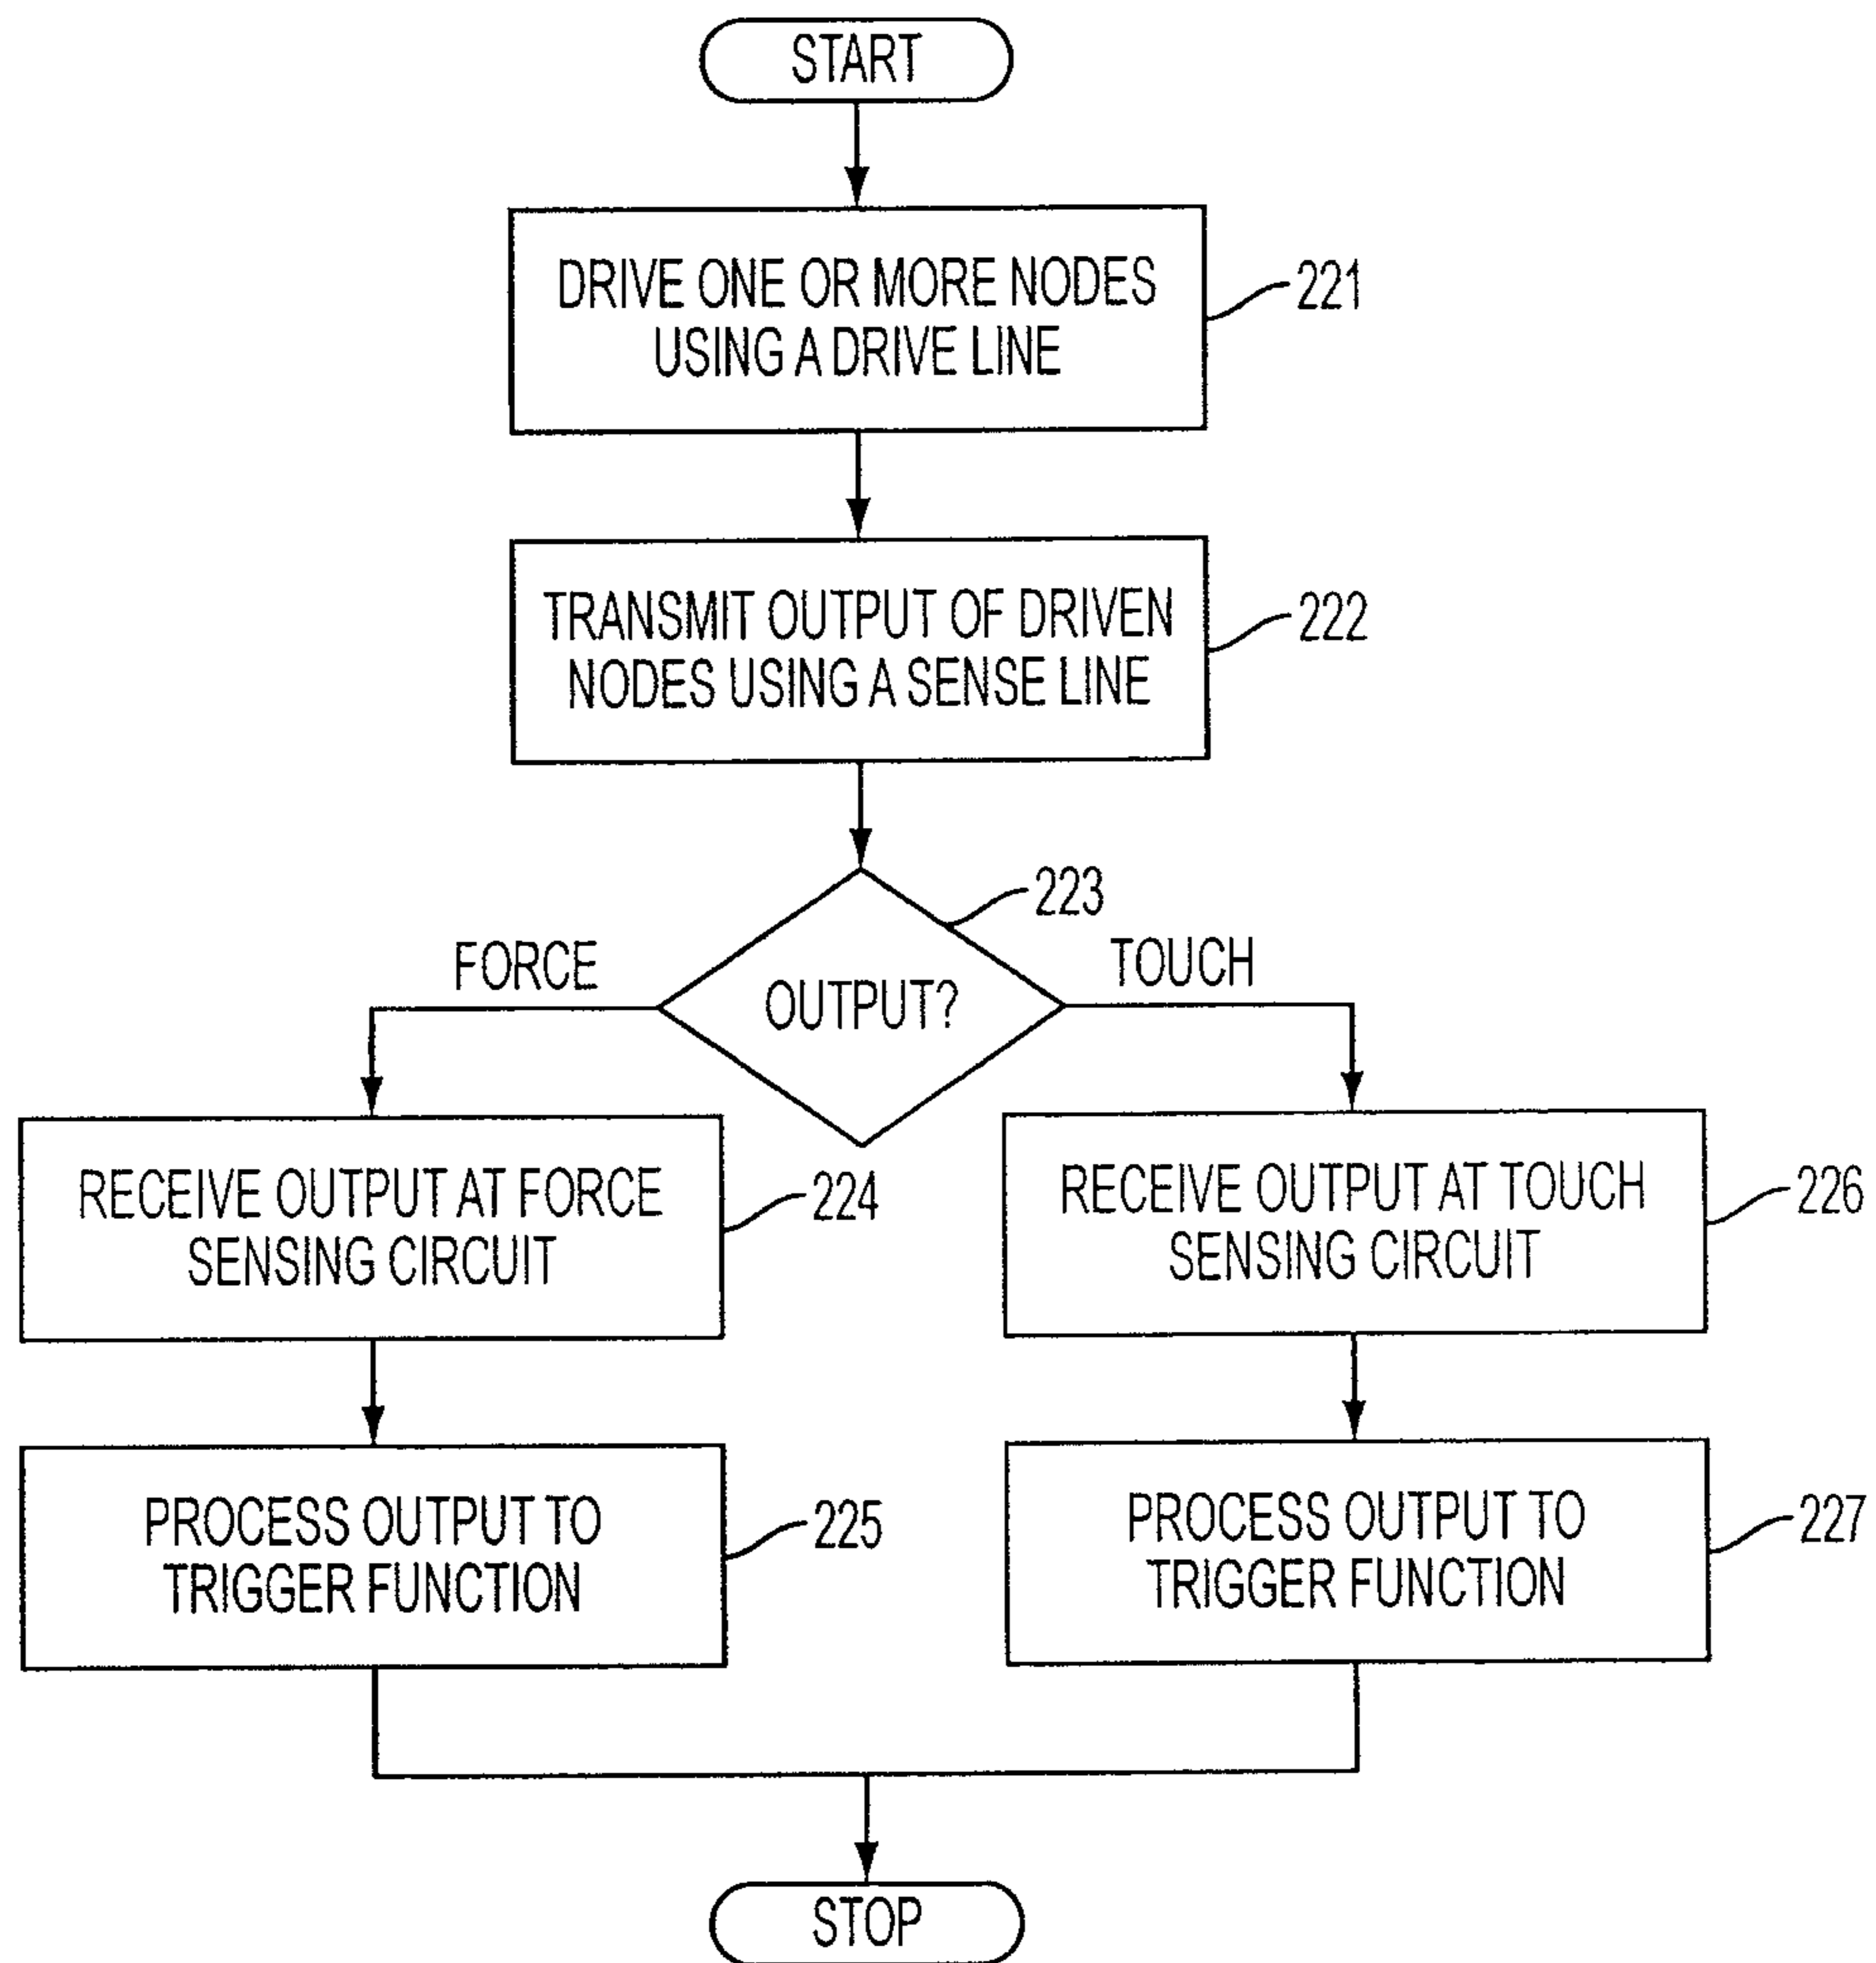 START
DRIVE ONE OR MORE NODES
USING A DRIVE LINE
221
TRANSMIT OUTPUT OF DRIVEN
NODES USING A SENSE LINE
222
223
FORCE
OUTPUT?
TOUCH
RECEIVE OUTPUT AT FORCE
SENSING CIRCUIT
224
RECEIVE OUTPUT AT TOUCH
SENSING CIRCUIT
226
PROCESS OUTPUT TO
TRIGGER FUNCTION
225
PROCESS OUTPUT TO
TRIGGER FUNCTION
227
STOP